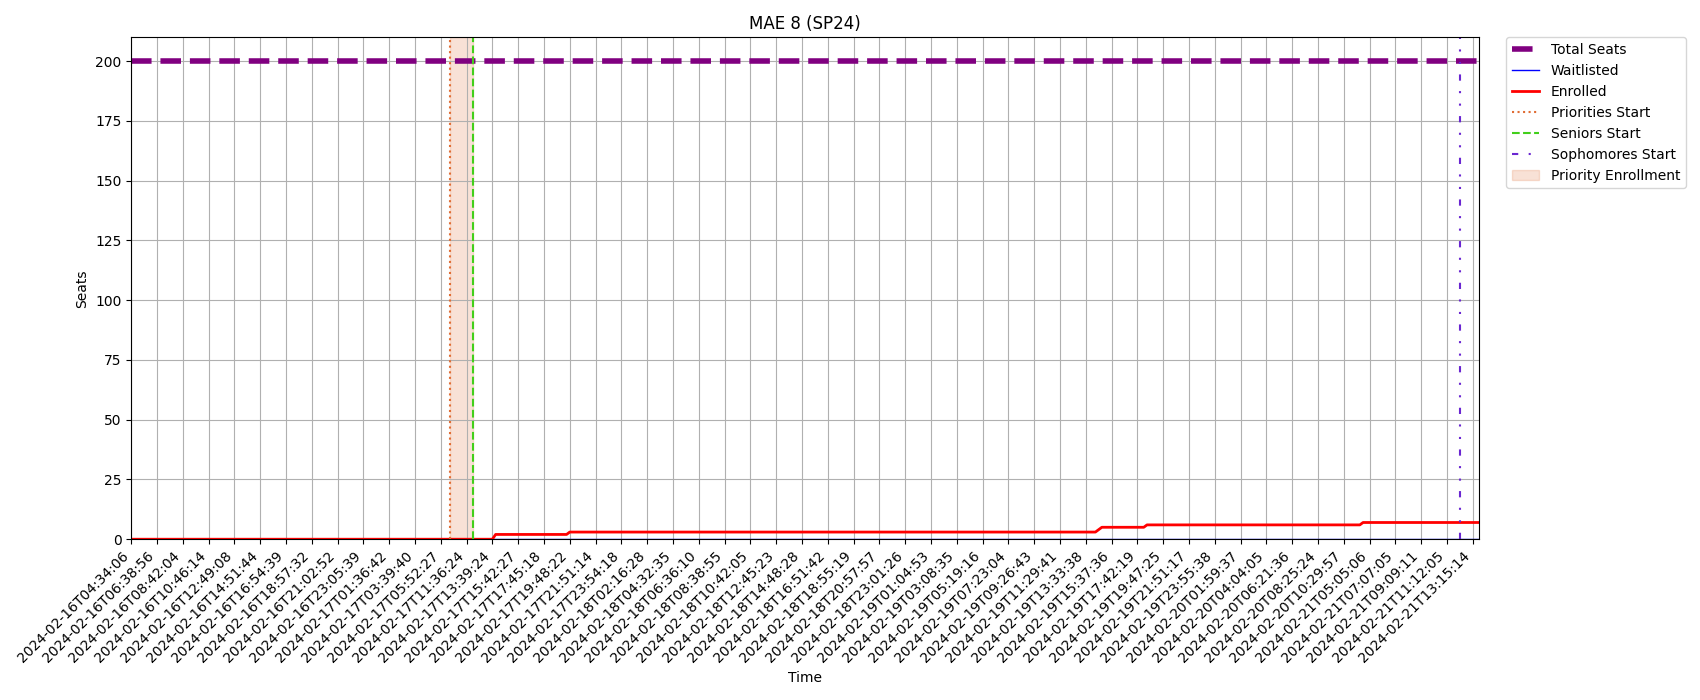 MAE 8 (SP24)
Total Seats
Waitlisted
Enrolled
Priorities Start
Seniors Start
Sophomores Start
Priority Enrollment
Seats
200
175
150
125
100
75
50
25
0
2024-02-16T04:34:06
2024-02-16T06:38:56
2024-02-16T08:42:04
2024-02-16T10:46:14
2024-02-16T12:49:08
2024-02-16T14:51:44
2024-02-16T16:54:39
2024-02-16T18:57:32
2024-02-16T21:02:52
2024-02-16T23:05:39
2024-02-17T01:36:42
2024-02-17T03:39:40
2024-02-17T05:52:27
2024-02-17T11:36:24
2024-02-17T13:39:24
2024-02-17T15:42:27
2024-02-17T17:45:18
2024-02-17T19:48:22
2024-02-17T21:51:14
2024-02-17T23:54:18
2024-02-18T02:16:28
2024-02-18T04:32:35
2024-02-18T06:36:10
2024-02-18T08:38:55
2024-02-18T10:42:05
2024-02-18T12:45:23
2024-02-18T14:48:28
2024-02-18T16:51:42
2024-02-18T18:55:19
2024-02-18T20:57:57
2024-02-18T23:01:26
2024-02-19T01:04:53
2024-02-19T03:08:35
2024-02-19T05:19:16
2024-02-19T07:23:04
2024-02-19T09:26:43
2024-02-19T11:29:41
2024-02-19T13:33:38
2024-02-19T15:37:36
2024-02-19T17:42:19
2024-02-19T19:47:25
2024-02-19T21:51:17
2024-02-19T23:55:38
2024-02-20T01:59:37
2024-02-20T04:04:05
2024-02-20T06:21:36
2024-02-20T08:25:24
2024-02-20T10:29:57
2024-02-21T05:05:06
2024-02-21T07:07:05
2024-02-21T09:09:11
2024-02-21T11:12:05
2024-02-21T13:15:14
Time